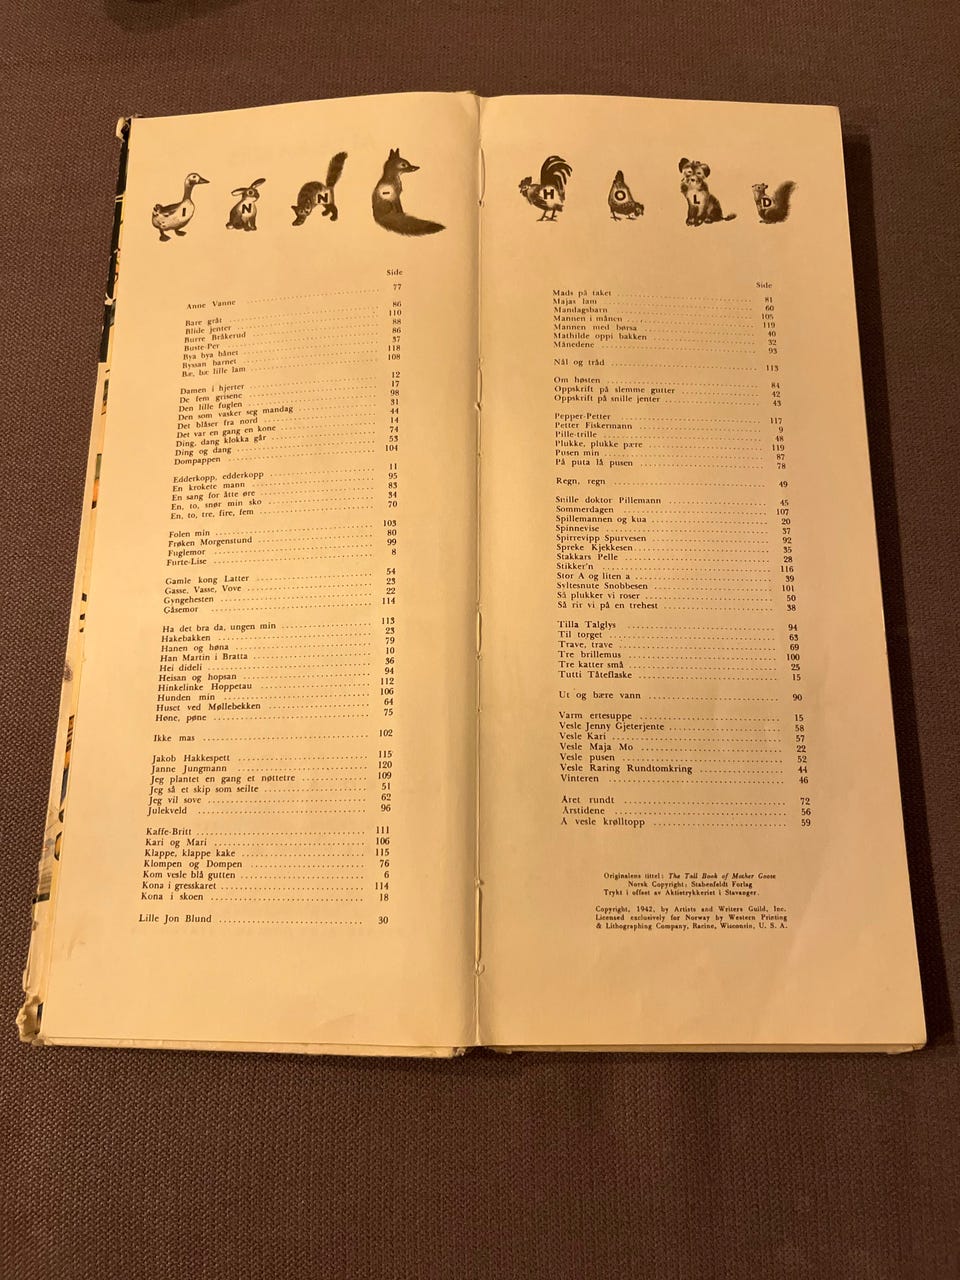 INNI-HOLD
Side
Anne Vanne 77
Bare gråt 86
Blide jenter 110
Burre Bråkerud 88
Buste-Per 86
Bya bya bånet 37
Byssan barnet 118
Bæ, bæ lille lam 108
Damen i hjerter 12
De fem grisene 17
Den lille fuglen 98
Den som vasker seg mandag 31
Det blåser fra nord 44
Det var en gang en kone 14
Ding, dang klokka går 74
Ding og dang 53
Dompappen 104
Edderkopp, edderkopp 11
En krokete mann 95
En sang for åtte øre 83
En, to, snør min sko 34
En, to, tre, fire, fem 70
Folen min 103
Frøken Morgenstund 80
Fuglemor 99
Furte-Lise 8
Gamle kong Latter 54
Gasse, Vasse, Vove 23
Gyngehesten 22
Gåsemor 114
Ha det bra da, ungen min 113
Hakebakken 23
Hanen og høna 79
Han Martin i Bratta 10
Hei dideli 36
Heisan og hopsan 94
Hinkelinke Hoppetau 112
Hunden min 106
Huset ved Møllebekken 64
Høne, pøne 75
Ikke mas 102
Jakob Hakkespett 115
Janne Jungmann 120
Jeg plantet en gang et nøttetre 109
Jeg så et skip som seilte 51
Jeg vil sove 62
Julekveld 96
Kaffe-Britt 111
Kari og Mari 106
Klappe, klappe kake 115
Klompen og Dompen 76
Kom vesle blå gutten 6
Kona i gresskaret 114
Kona i skoen 18
Lille Jon Blund 30
Side
Mads på taket 81
Majas lam 60
Mandagsbarn 105
Mannen i månen 119
Mannen med børsa 40
Mathilde oppi bakken 32
Månedene 93
Nål og tråd 113
Om høsten 84
Oppskrift på slemme gutter 42
Oppskrift på snille jenter 43
Pepper-Petter 117
Petter Fiskermann 9
Pille-trille 48
Plukke, plukke pære 119
Pusen min 87
På puta lå pusen 78
Regn, regn 49
Snille doktor Pillemann 45
Sommerdagen 107
Spillemannen og kua 20
Spinnevise 37
Spirrevipp Spurvesen 92
Spreke Kjekkesen 35
Stakkars Pelle 28
Stikker'n 116
Stor A og liten a 39
Syltesnute Snobbesen 101
Så plukker vi roser 50
Så rir vi på en trehest 38
Tilla Talglys 94
Til torget 63
Trave, trave 69
Tre brillemus 100
Tre katter små 25
Tutti Tåteflaske 15
Ut og bære vann 90
Varm ertesuppe 15
Vesle Jenny Gjeterjente 58
Vesle Kari 57
Vesle Maja Mo 22
Vesle pusen 52
Vesle Raring Rundtomkring 44
Vinteren 46
Året rundt 72
Årstidene 56
Å vesle krølltopp 59
Originalens tittel: The Tall Book of Mother Goose
Norsk Copyright: Stabenfeldt Forlag
Trykt i offset av Aktietrykkeriet i Stavanger.
Copyright, 1942, by Artists and Writers Guild, Inc.
Licensed exclusively for Norway by Western Printing
& Lithographing Company, Racine, Wisconsin, U. S. A.